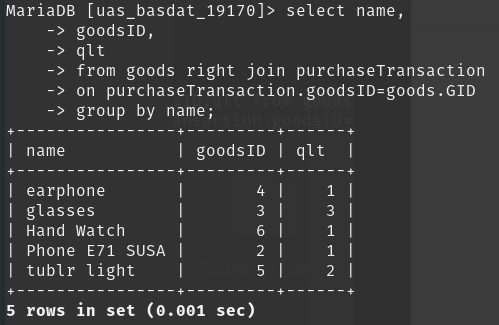 MariaDB [uas_basdat_19170]> select name,
    -> goodsID,
    -> qlt
    -> from goods right join purchaseTransaction
    -> on purchaseTransaction.goodsID=goods.GID
    -> group by name;
+----------------+---------+------+
| name           | goodsID | qlt  |
+----------------+---------+------+
| earphone       |       4 |    1 |
| glasses        |       3 |    3 |
| Hand Watch     |       6 |    1 |
| Phone E71 SUSA |       2 |    1 |
| tublr light    |       5 |    2 |
+----------------+---------+------+
5 rows in set (0.001 sec)